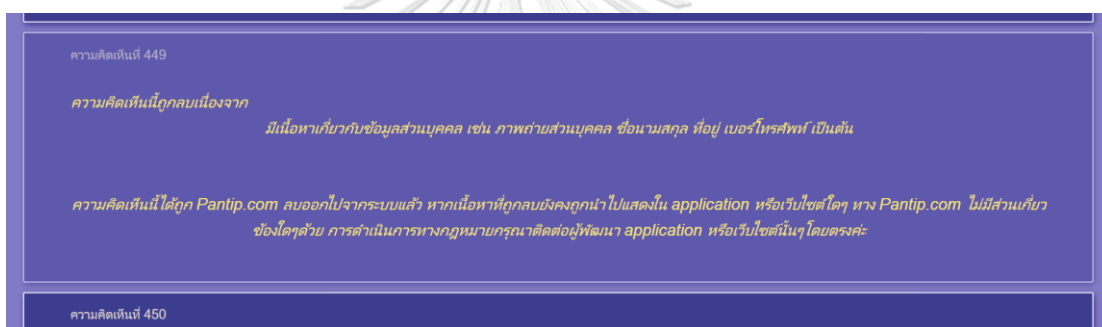 ความคิดเห็นที่ 449
ความคิดเห็นนี้ถูกลบเนื่องจาก
มีเนื้อหาเกี่ยวกับข้อมูลส่วนบุคคล เช่น ภาพถ่ายส่วนบุคคล ชื่อนามสกุล ที่อยู่ เบอร์โทรศัพท์ เป็นต้น
ความคิดเห็นนี้ได้ถูก Pantip.com ลบออกไปจากระบบแล้ว หากเนื้อหาที่ถูกลบยังคงถูกนำไปแสดงใน application หรือเว็บไซต์ใดๆ ทาง Pantip.com ไม่มีส่วนเกี่ยว
ข้องใดๆด้วย การดำเนินการทางกฎหมายกรุณาติดต่อผู้พัฒนา application หรือเว็บไซต์นั้นๆโดยตรงค่ะ
ความคิดเห็นที่ 450